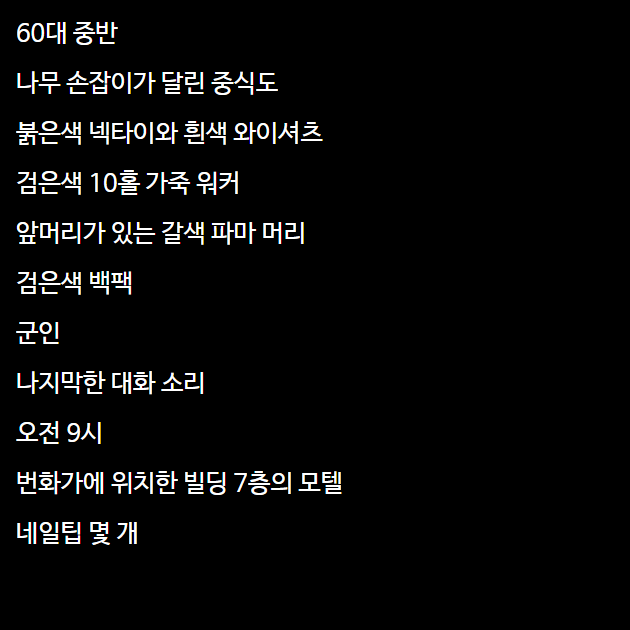 60대 중반
나무 손잡이가 달린 중식도
붉은색 넥타이와 흰색 와이셔츠
검은색 10홀 가죽 워커
앞머리가 있는 갈색 파마 머리
검은색 백팩
군인
나지막한 대화 소리
오전 9시
번화가에 위치한 빌딩 7층의 모텔
네일팁 몇 개